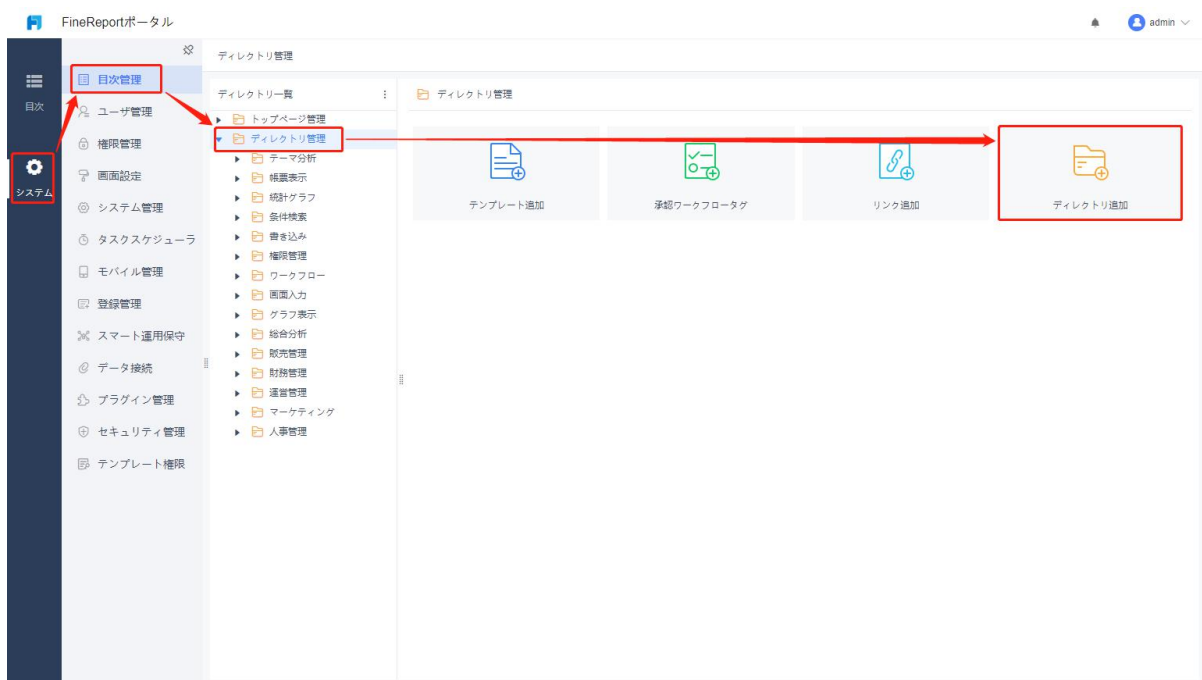 FineReportポータル
admin
目次
システム
目次管理
ユーザ管理
権限管理
画面設定
システム管理
タスクスケジューラ
モバイル管理
登録管理
スマート運用保守
データ接続
プラグイン管理
セキュリティ管理
テンプレート権限
ディレクトリ管理
ディレクトリ一覧
トップページ管理
ディレクトリ管理
テーマ分析
帳票表示
統計グラフ
条件検索
書き込み
権限管理
ワークフロー
画面入力
グラフ表示
総合分析
販売管理
財務管理
運営管理
マーケティング
人事管理
ディレクトリ管理
テンプレート追加
承認ワークフロータグ
リンク追加
ディレクトリ追加